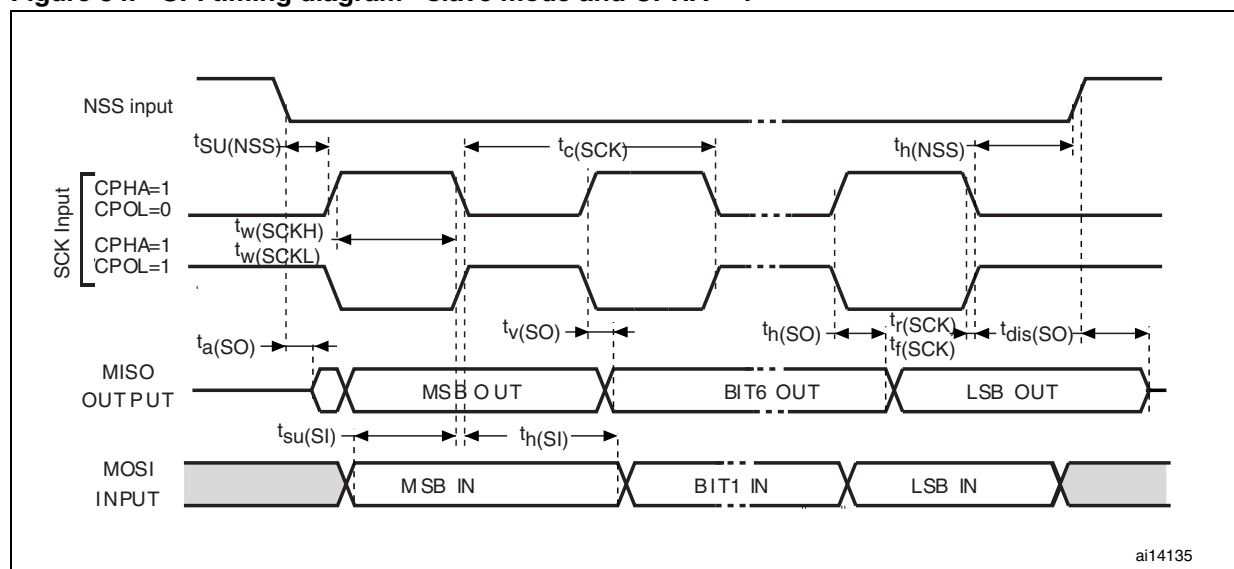 NSS input
tSU(NSS)
tc(SCK)
th(NSS)
SCK Input
CPHA=1
CPOL=0
tw(SCKH)
CPHA=1
tw(SCKL)
CPOL=1
tv(SO)
th(SO)
tr(SCK)
tf(SCK)
tdis(SO)
ta(SO)
MISO
OUTPUT
MSB OUT
BIT6 OUT
LSB OUT
tsu(SI)
th(SI)
MOSI
INPUT
MSB IN
BIT1 IN
LSB IN
ai14135